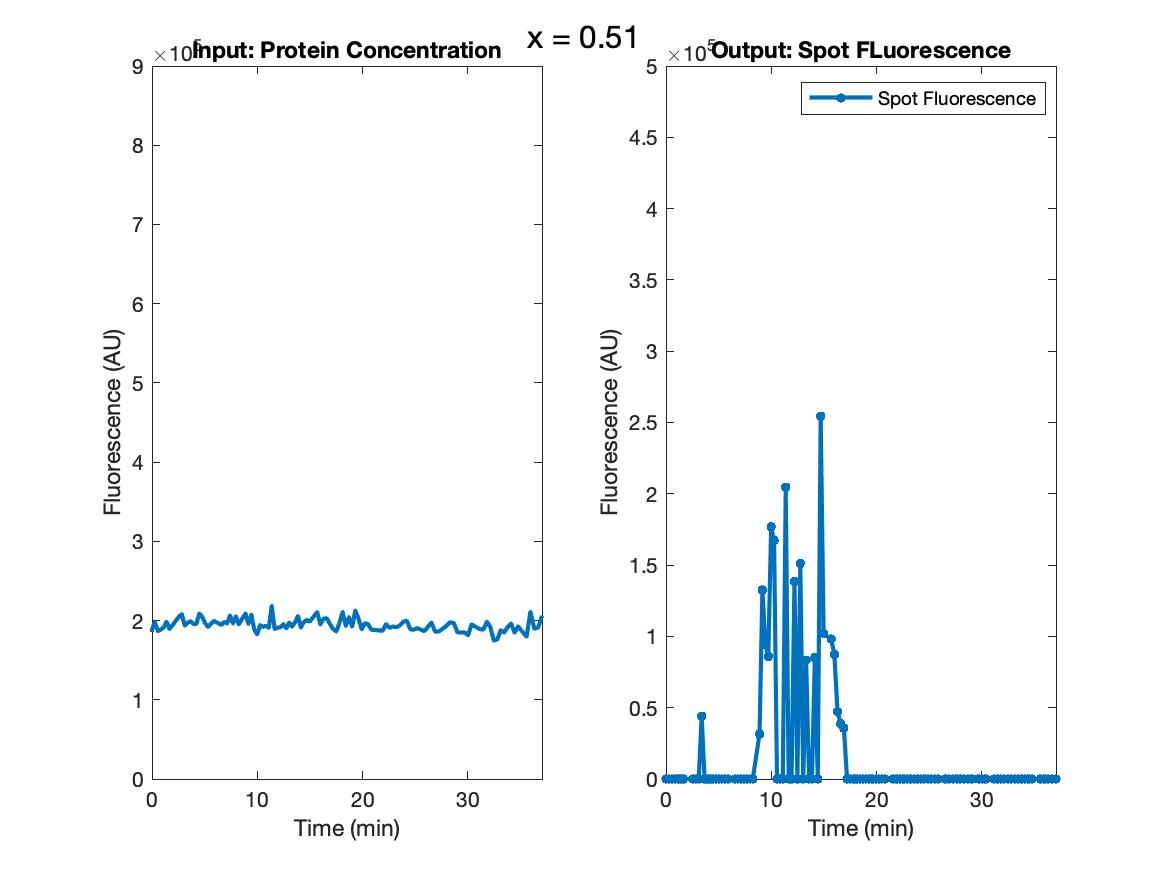 x = 0.51
×10⁵
Input: Protein Concentration
9
8
7
6
5
4
3
2
1
0
0 10 20 30
Fluorescence (AU)
Time (min)
×10⁵
Output: Spot FLuorescence
Spot Fluorescence
5
4.5
4
3.5
3
2.5
2
1.5
1
0.5
0
0 10 20 30
Fluorescence (AU)
Time (min)